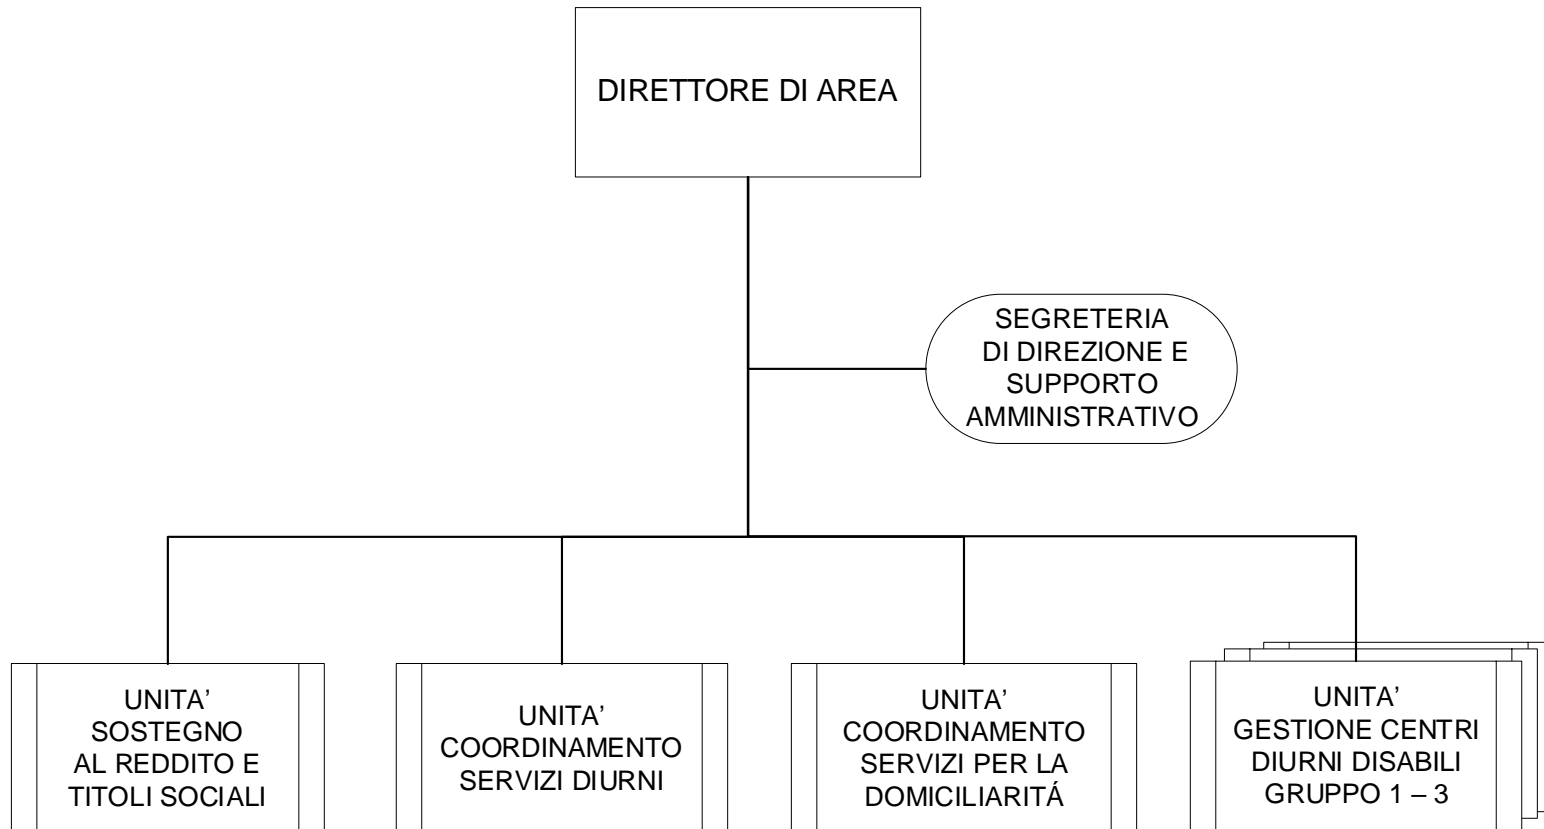 DIRETTORE DI AREA
SEGRETERIA
DI DIREZIONE E
SUPPORTO
AMMINISTRATIVO
UNITA’
SOSTEGNO
AL REDDITO E
TITOLI SOCIALI
UNITA’
COORDINAMENTO
SERVIZI DIURNI
UNITA’
COORDINAMENTO
SERVIZI PER LA
DOMICILIARITÁ
UNITA’
GESTIONE CENTRI
DIURNI DISABILI
GRUPPO 1 – 3